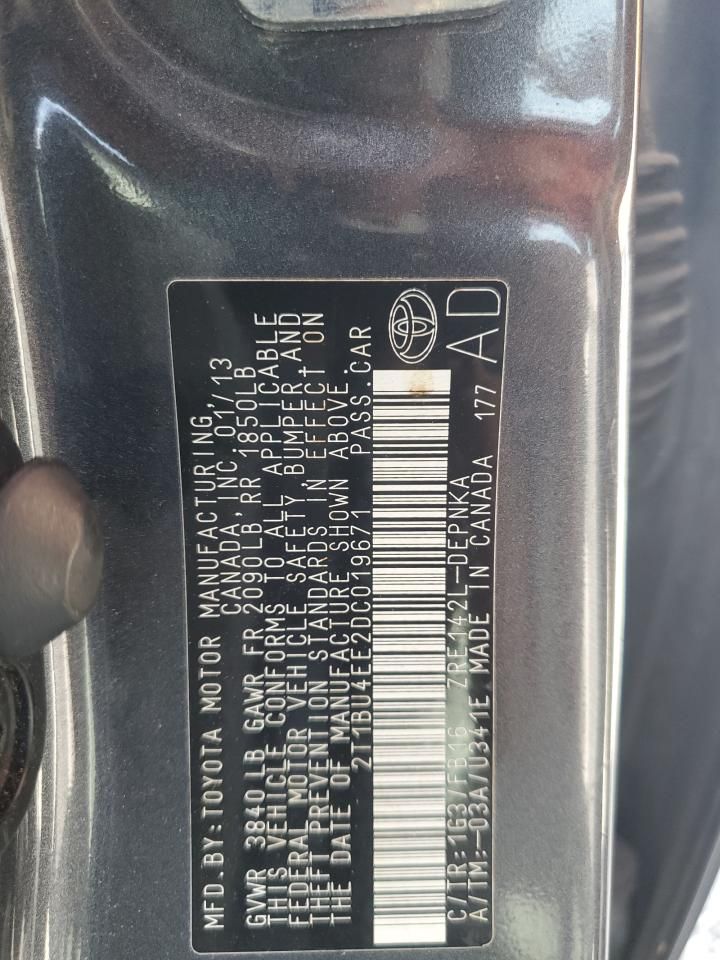 MFD.BY:TOYOTA MOTOR MANUFACTURING,
CANADA, INC. 01/13
GVWR 3840 LB GAWR FR 2090LB, RR 1850LB
THIS VEHICLE CONFORMS TO ALL APPLICABLE
FEDERAL MOTOR VEHICLE SAFETY, BUMPER, AND
THEFT PREVENTION STANDARDS IN EFFECT ON
THE DATE OF MANUFACTURE SHOWN ABOVE.
2T1BU4EE2DC019671 PASS.CAR
C/TR:1G3/FB16 ZRE142L-DEPNKA
A/TM:-03A/U341E MADE IN CANADA 177
AD